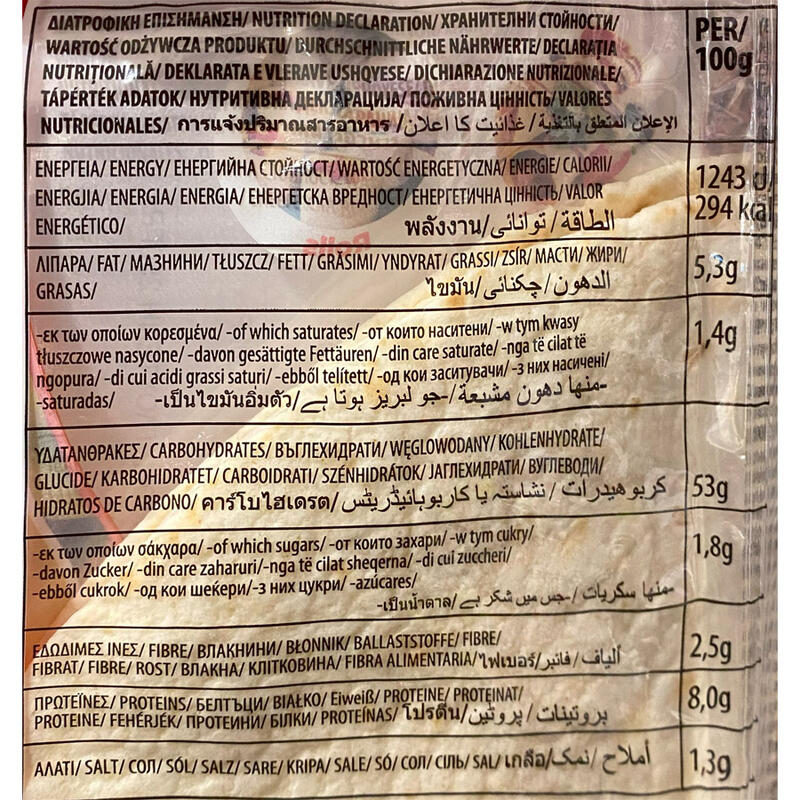 ΔΙΑΤΡΟΦΙΚΗ ΕΠΙΣΗΜΑΝΣΗ/ NUTRITION DECLARATION/ ХРАНИТЕЛНИ СТОЙНОСТИ/
WARTOŚĆ ODŻYWCZA PRODUKTU/ BURCHSCHNITTLICHE NÄHRWERTE/ DECLARAȚIA
NUTRIȚIONALĂ/ DEKLARATA E VLERAVE USHQYESE/ DICHIARAZIONE NUTRIZIONALE/
TÁPÉRTÉK ADATOK/ НУТРИТИВНА ДЕКЛАРАЦИЈА/ ПОЖИВНА ЦІННІСТЬ/ VALORES
NUTRICIONALES/ การแจ้งปริมาณสารอาหาร /الإعلان المتعلق بالتغذية/ غذائیت کا اعلان
PER/
100g
ΕΝΕΡΓΕΙΑ/ ENERGY/ ЕНЕРГИЙНА СТОЙНОСТ/ WARTOŚĆ ENERGETYCZNA/ ENERGIE/ CALORII/
ENERGJIA/ ENERGIA/ ENERGIA/ ЕНЕРГЕТСКА ВРЕДНОСТ/ ЕНЕРГЕТИЧНА ЦІННІСТЬ/ VALOR
ENERGÉTICO/ พลังงาน/الطاقة/ توانائی
1243
294 kcal
ΛΙΠΑΡΑ/ FAT/ МАЗНИНИ/ TŁUSZCZ/ FETT/ GRĂSIMI/ YNDYRAT/ GRASSI/ ZSÍR/ МАСТИ/ ЖИРИ/
GRASAS/ ไขมัน/الدهون/ چکنائی
5,3g
-εκ των οποίων κορεσμένα/ -of which saturates/ -от които наситени/ -w tym kwasy
tłuszczowe nasycone/ -davon gesättigte Fettäuren/ -din care saturate/ -nga të cilat të
ngopura/ -di cui acidi grassi saturi/ -ebből telített/ -од кои заситувачи/ -з них насичені/
-saturadas/ -เป็นไขมันอิ่มตัว/-منها دهون مشبعة/-جو لبریز ہوتا ہے
1,4g
ΥΔΑΤΑΝΘΡΑΚΕΣ/ CARBOHYDRATES/ ВЪГЛЕХИДРАТИ/ WĘGLOWODANY/ KOHLENHYDRATE/
GLUCIDE/ KARBOHIDRATET/ CARBOIDRATI/ SZÉNHIDRÁTOK/ ЈАГЛЕХИДРАТИ/ ВУГЛЕВОДИ/
HIDRATOS DE CARBONO/ คาร์โบไฮเดรต/كربوهيدرات / نشاستہ یا کاربوہائیڈریٹس
53g
-εκ των οποίων σάκχαρα/ -of which sugars/ -от които захари/ -w tym cukry/
-davon Zucker/ -din care zaharuri/-nga të cilat sheqerna/ -di cui zuccheri/
-ebből cukrok/ -од кои шеќери/-з них цукри/ -azúcares/
-เป็นน้ำตาล/-منها سكريات /-جس میں شکر ہے
1,8g
ΕΔΩΔΙΜΕΣ ΙΝΕΣ/ FIBRE/ ВЛАКНИНИ/ BŁONNIK/ BALLASTSTOFFE/ FIBRE/
FIBRAT/ FIBRE/ ROST/ ВЛАКНА/ КЛІТКОВИНА/ FIBRA ALIMENTARIA/ไฟเบอร์/ألياف/ فائبر
2,5g
ΠΡΩΤΕΪΝΕΣ/ PROTEINS/ БЕЛТЪЦИ/ BIAŁKO/ Eiweiß/ PROTEINE/ PROTEINAT/
PROTEINE/ FEHÉRJÉK/ ПРОТЕИНИ/ БІЛКИ/ PROTEÍNAS/ โปรตีน/بروتينات/ پروٹین
8,0g
ΑΛΑΤΙ/ SALT/ СОЛ/ SÓL/ SALZ/ SARE/ KRIPA/ SALE/ SÓ/ СОЛ/ СІЛЬ/ SAL/ เกลือ/أملاح /نمک
1,3g